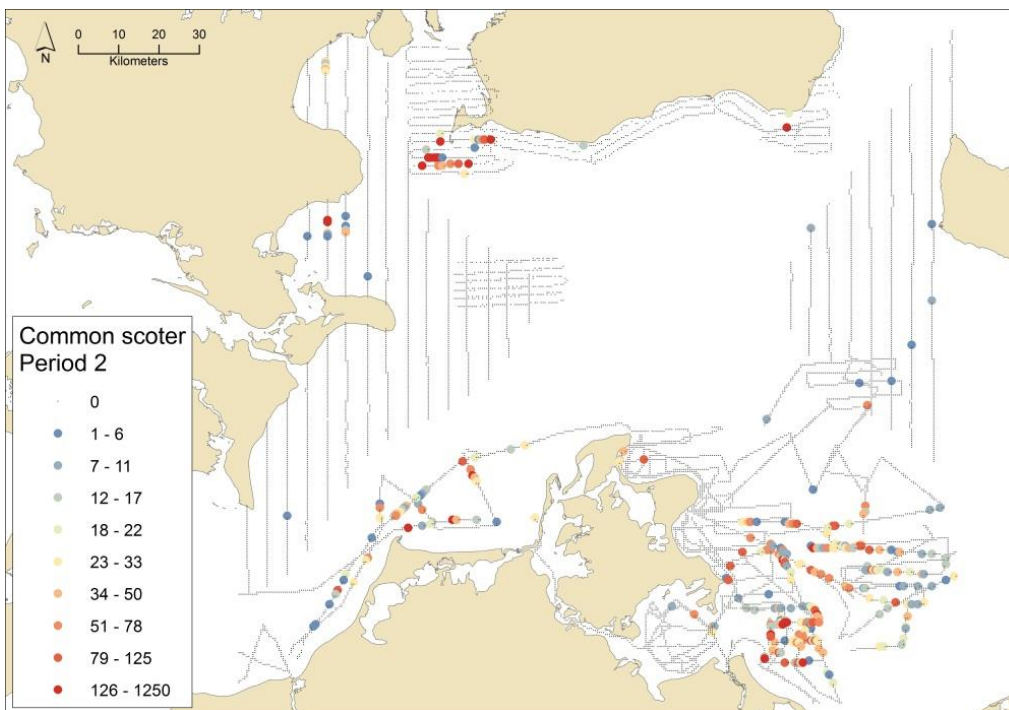 0 10 20 30
Kilometers
N
Common scoter
Period 2
0
1 - 6
7 - 11
12 - 17
18 - 22
23 - 33
34 - 50
51 - 78
79 - 125
126 - 1250